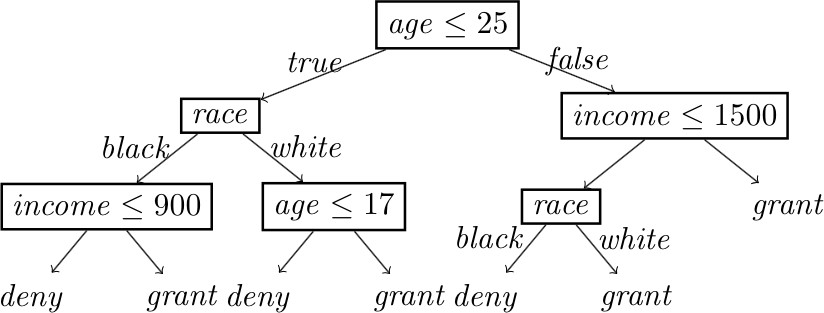 age ≤ 25
true
false
race
income ≤ 1500
black
white
income ≤ 900
age ≤ 17
race
grant
black
white
deny
grant
deny
grant
deny
grant